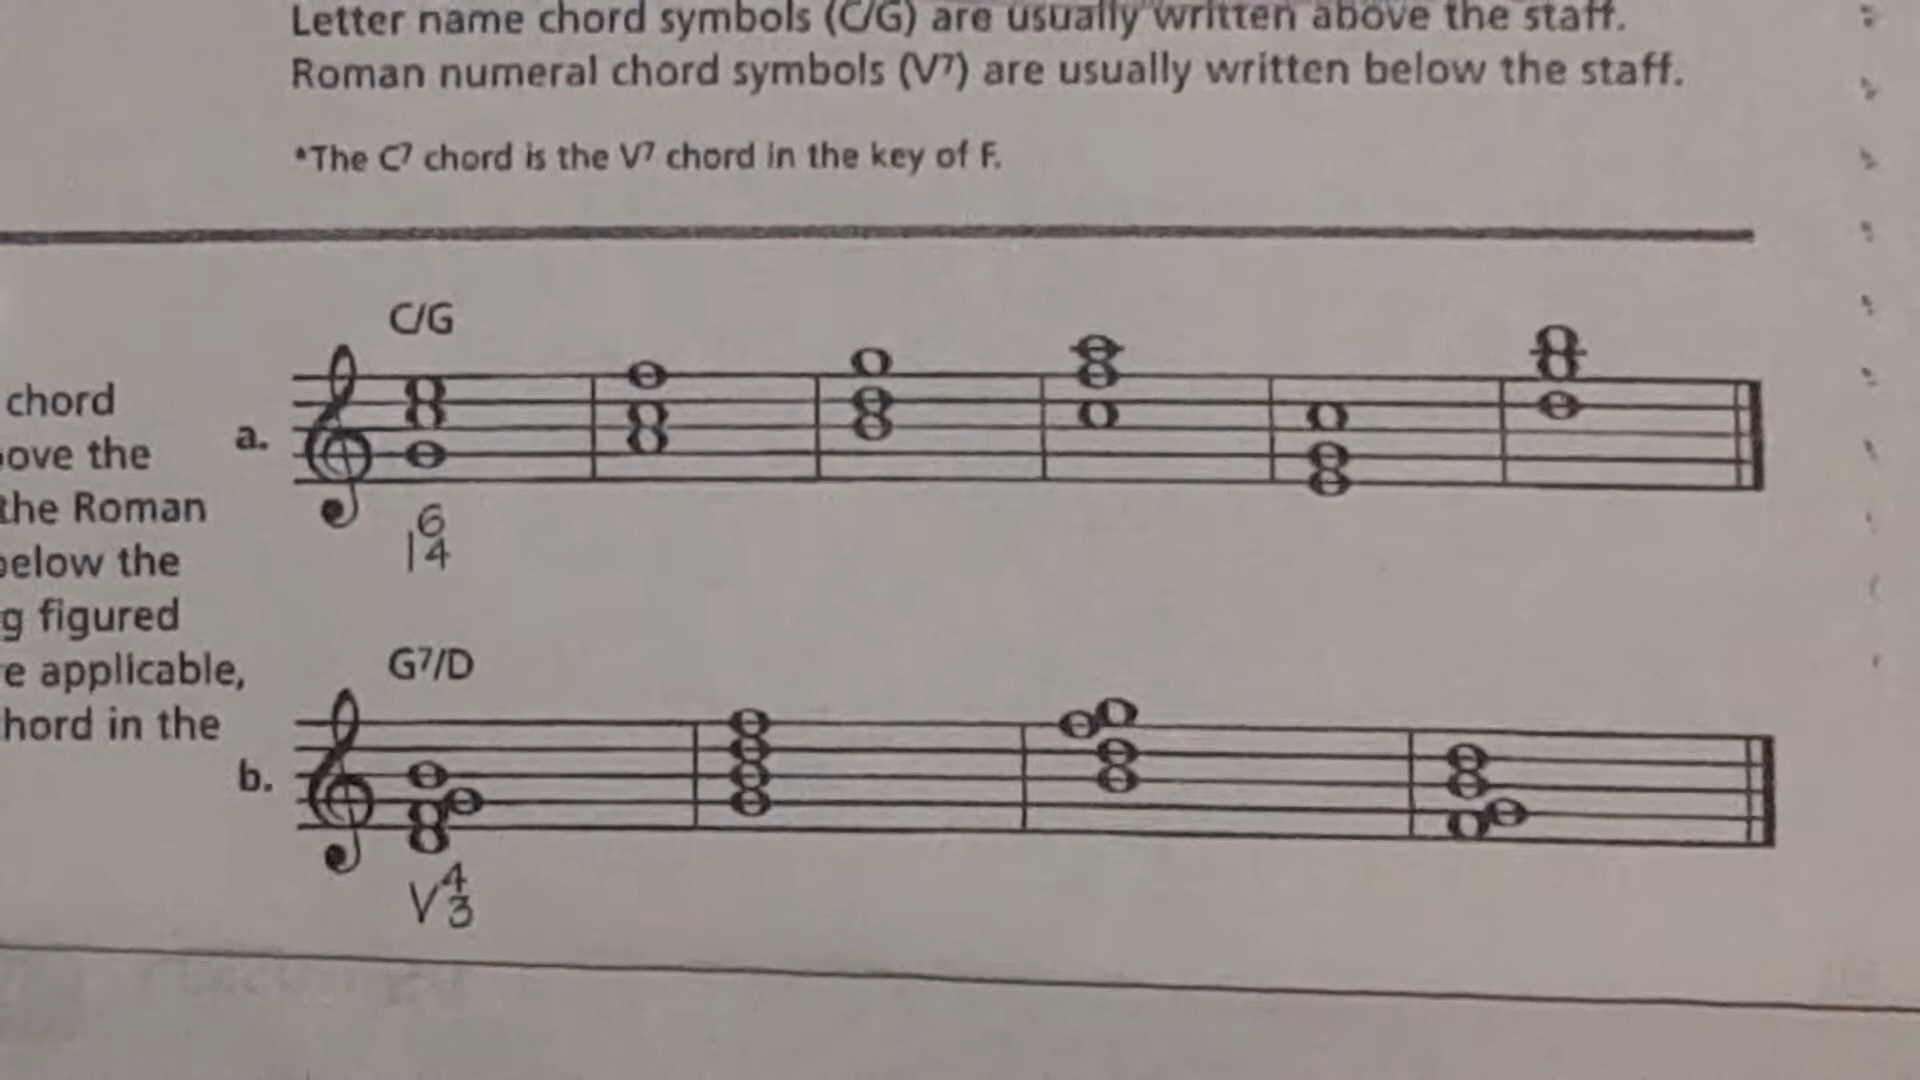 Letter name chord symbols (C/G) are usually written above the staff.
Roman numeral chord symbols (V⁷) are usually written below the staff.
*The C⁷ chord is the V⁷ chord in the key of F.
chord
ove the
the Roman
elow the
g figured
e applicable,
hord in the
a.
C/G
I6
4
b.
G⁷/D
V4
3